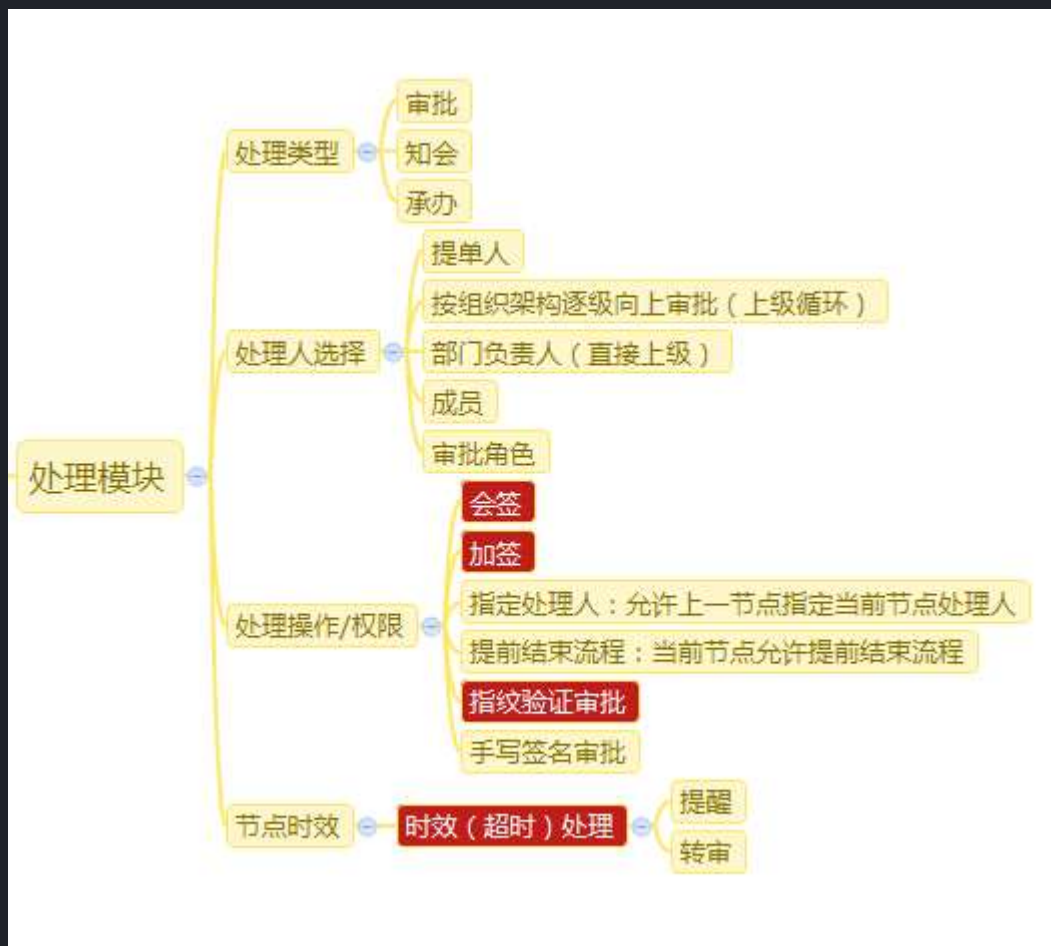 审批
处理类型
知会
承办
提单人
按组织架构逐级向上审批（上级循环）
处理人选择
部门负责人（直接上级）
成员
审批角色
处理模块
会签
加签
指定处理人：允许上一节点指定当前节点处理人
处理操作/权限
提前结束流程：当前节点允许提前结束流程
指纹验证审批
手写签名审批
提醒
节点时效
时效（超时）处理
转审